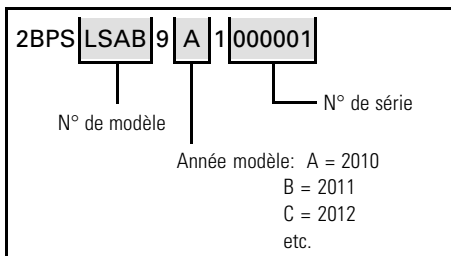 2BPS LSAB 9 A 1 000001
N° de série
N° de modèle
Année modèle: A = 2010
B = 2011
C = 2012
etc.